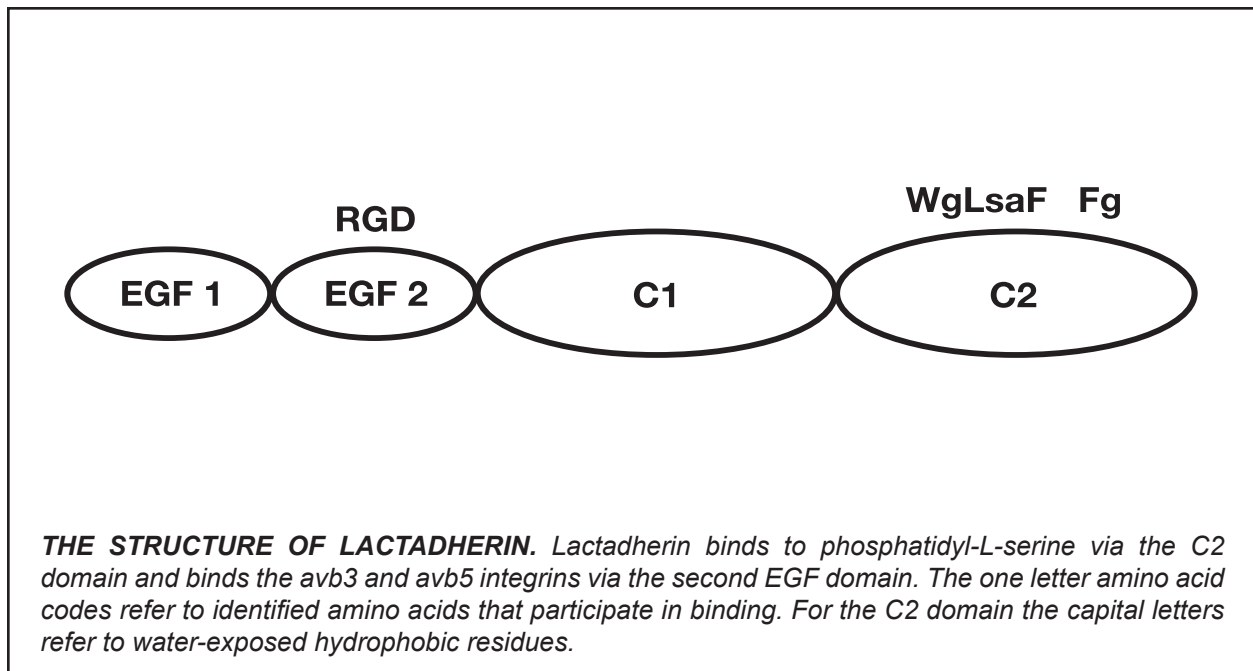 WgLsaF Fg
RGD
EGF 1 EGF 2 C1 C2
THE STRUCTURE OF LACTADHERIN. Lactadherin binds to phosphatidyl-L-serine via the C2
domain and binds the avb3 and avb5 integrins via the second EGF domain. The one letter amino acid
codes refer to identified amino acids that participate in binding. For the C2 domain the capital letters
refer to water-exposed hydrophobic residues.